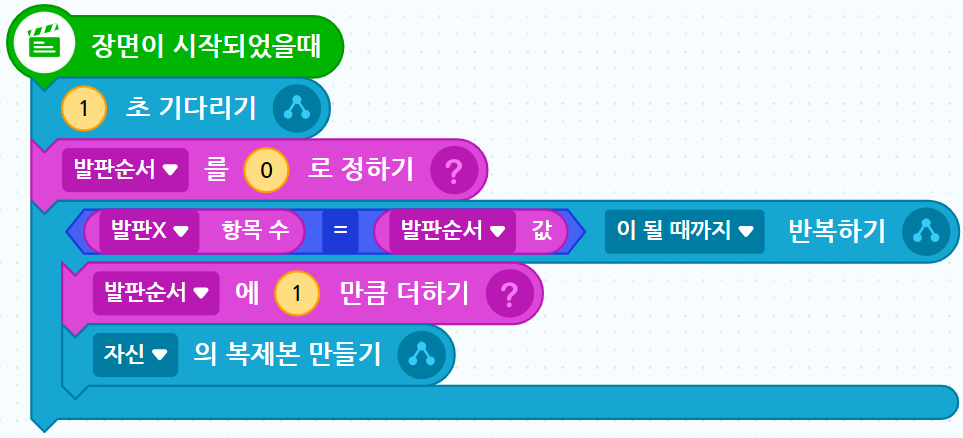 장면이 시작되었을때
1 초 기다리기
발판순서 를 0 로 정하기 ?
발판X 항목 수 = 발판순서 값 이 될 때까지 반복하기
발판순서 에 1 만큼 더하기 ?
자신 의 복제본 만들기